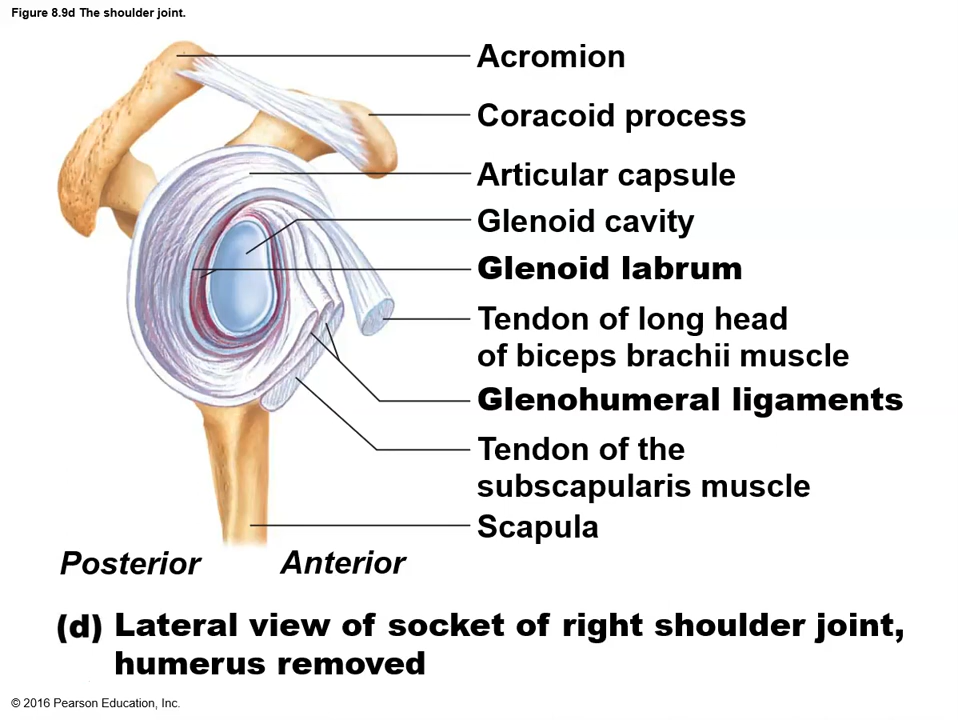 Figure 8.9d The shoulder joint.
Acromion
Coracoid process
Articular capsule
Glenoid cavity
Glenoid labrum
Tendon of long head
of biceps brachii muscle
Glenohumeral ligaments
Tendon of the
subscapularis muscle
Scapula
Posterior Anterior
(d) Lateral view of socket of right shoulder joint,
humerus removed
© 2016 Pearson Education, Inc.